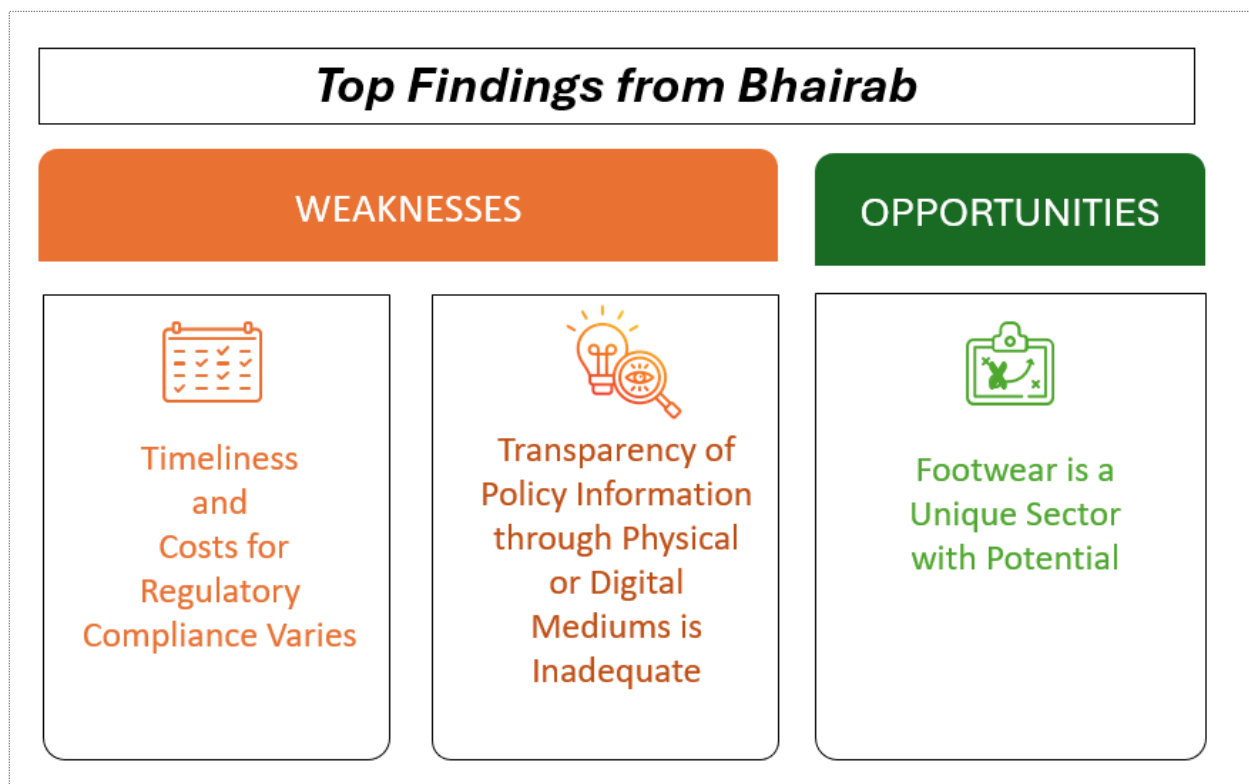 Top Findings from Bhairab
WEAKNESSES
OPPORTUNITIES
Timeliness
and
Costs for
Regulatory
Compliance Varies
Transparency of
Policy Information
through Physical
or Digital
Mediums is
Inadequate
Footwear is a
Unique Sector
with Potential